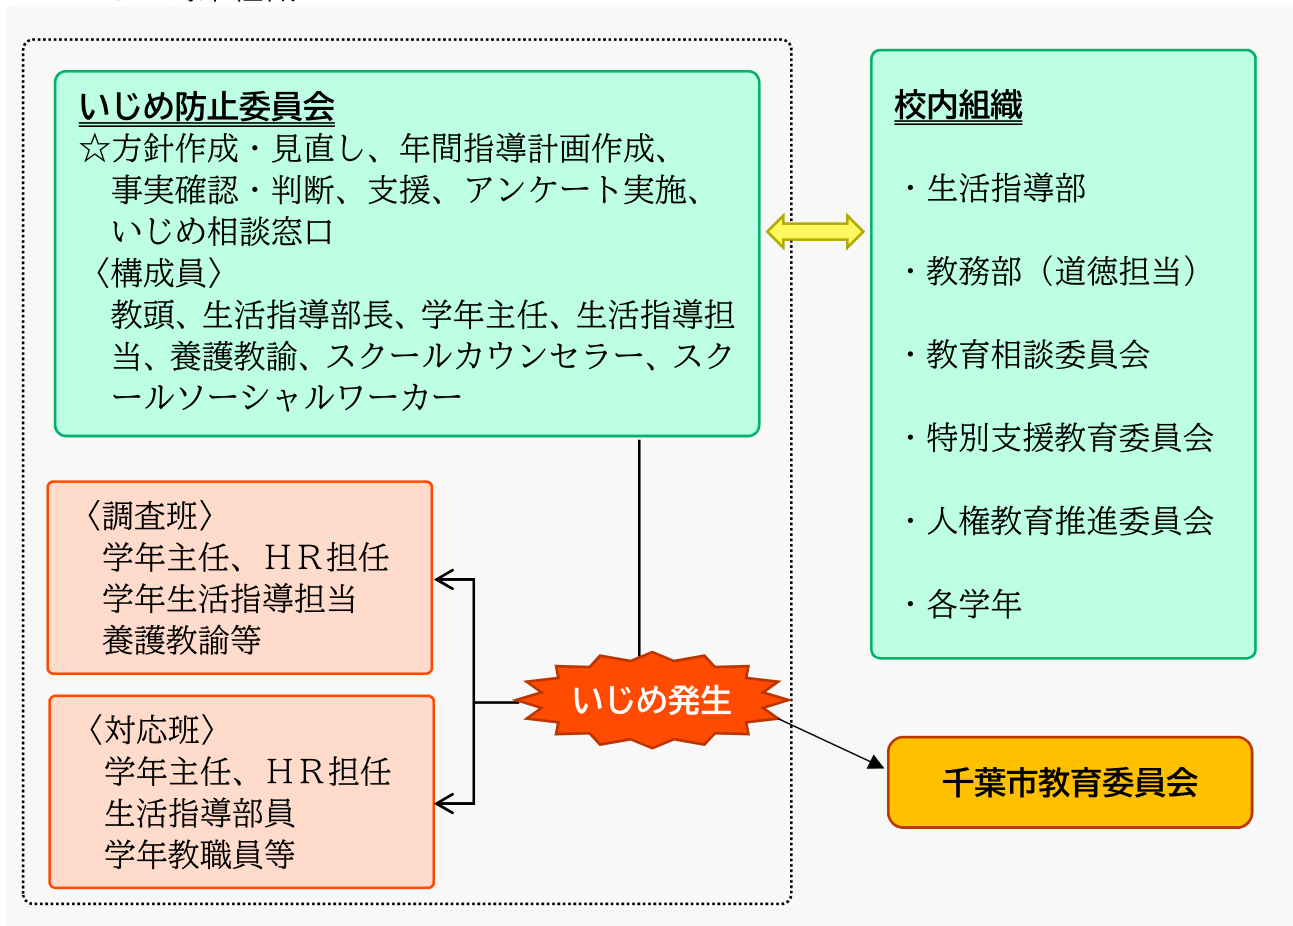 いじめ防止委員会
☆方針作成・見直し、年間指導計画作成、
事実確認・判断、支援、アンケート実施、
いじめ相談窓口
〈構成員〉
教頭、生活指導部長、学年主任、生活指導担
当、養護教諭、スクールカウンセラー、スク
ールソーシャルワーカー
校内組織
・生活指導部
・教務部（道徳担当）
・教育相談委員会
・特別支援教育委員会
・人権教育推進委員会
・各学年
〈調査班〉
学年主任、ＨＲ担任
学年生活指導担当
養護教諭等
いじめ発生
〈対応班〉
学年主任、ＨＲ担任
生活指導部員
学年教職員等
千葉市教育委員会